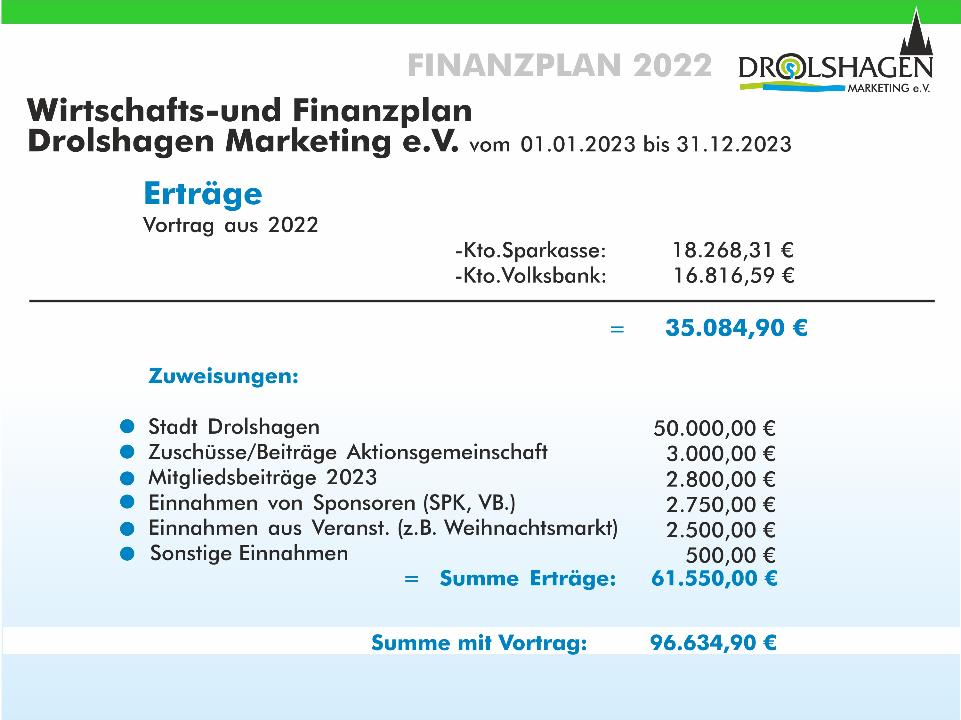 FINANZPLAN 2022
DROLSHAGEN
MARKETING e.V.
Wirtschafts-und Finanzplan
Drolshagen Marketing e.V. vom 01.01.2023 bis 31.12.2023
Erträge
Vortrag aus 2022
-Kto.Sparkasse: 18.268,31 €
-Kto.Volksbank: 16.816,59 €
= 35.084,90 €
Zuweisungen:
● Stadt Drolshagen 50.000,00 €
● Zuschüsse/Beiträge Aktionsgemeinschaft 3.000,00 €
● Mitgliedsbeiträge 2023 2.800,00 €
● Einnahmen von Sponsoren (SPK, VB.) 2.750,00 €
● Einnahmen aus Veranst. (z.B. Weihnachtsmarkt) 2.500,00 €
● Sonstige Einnahmen 500,00 €
= Summe Erträge: 61.550,00 €
Summe mit Vortrag: 96.634,90 €